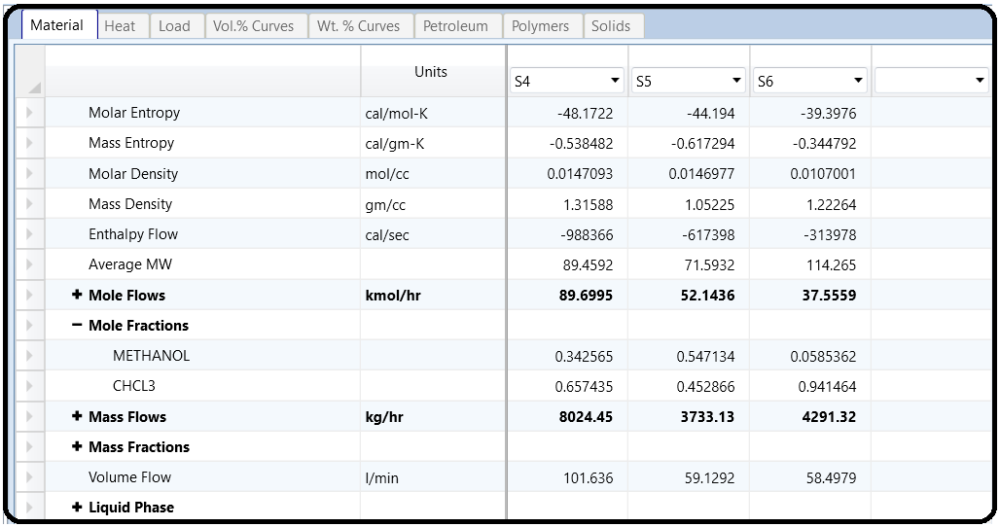 Material Heat Load Vol.% Curves Wt. % Curves Petroleum Polymers Solids
Units S4 S5 S6
Molar Entropy cal/mol-K -48.1722 -44.194 -39.3976
Mass Entropy cal/gm-K -0.538482 -0.617294 -0.344792
Molar Density mol/cc 0.0147093 0.0146977 0.0107001
Mass Density gm/cc 1.31588 1.05225 1.22264
Enthalpy Flow cal/sec -988366 -617398 -313978
Average MW 89.4592 71.5932 114.265
+ Mole Flows kmol/hr 89.6995 52.1436 37.5559
− Mole Fractions
METHANOL 0.342565 0.547134 0.0585362
CHCL3 0.657435 0.452866 0.941464
+ Mass Flows kg/hr 8024.45 3733.13 4291.32
+ Mass Fractions
Volume Flow l/min 101.636 59.1292 58.4979
+ Liquid Phase